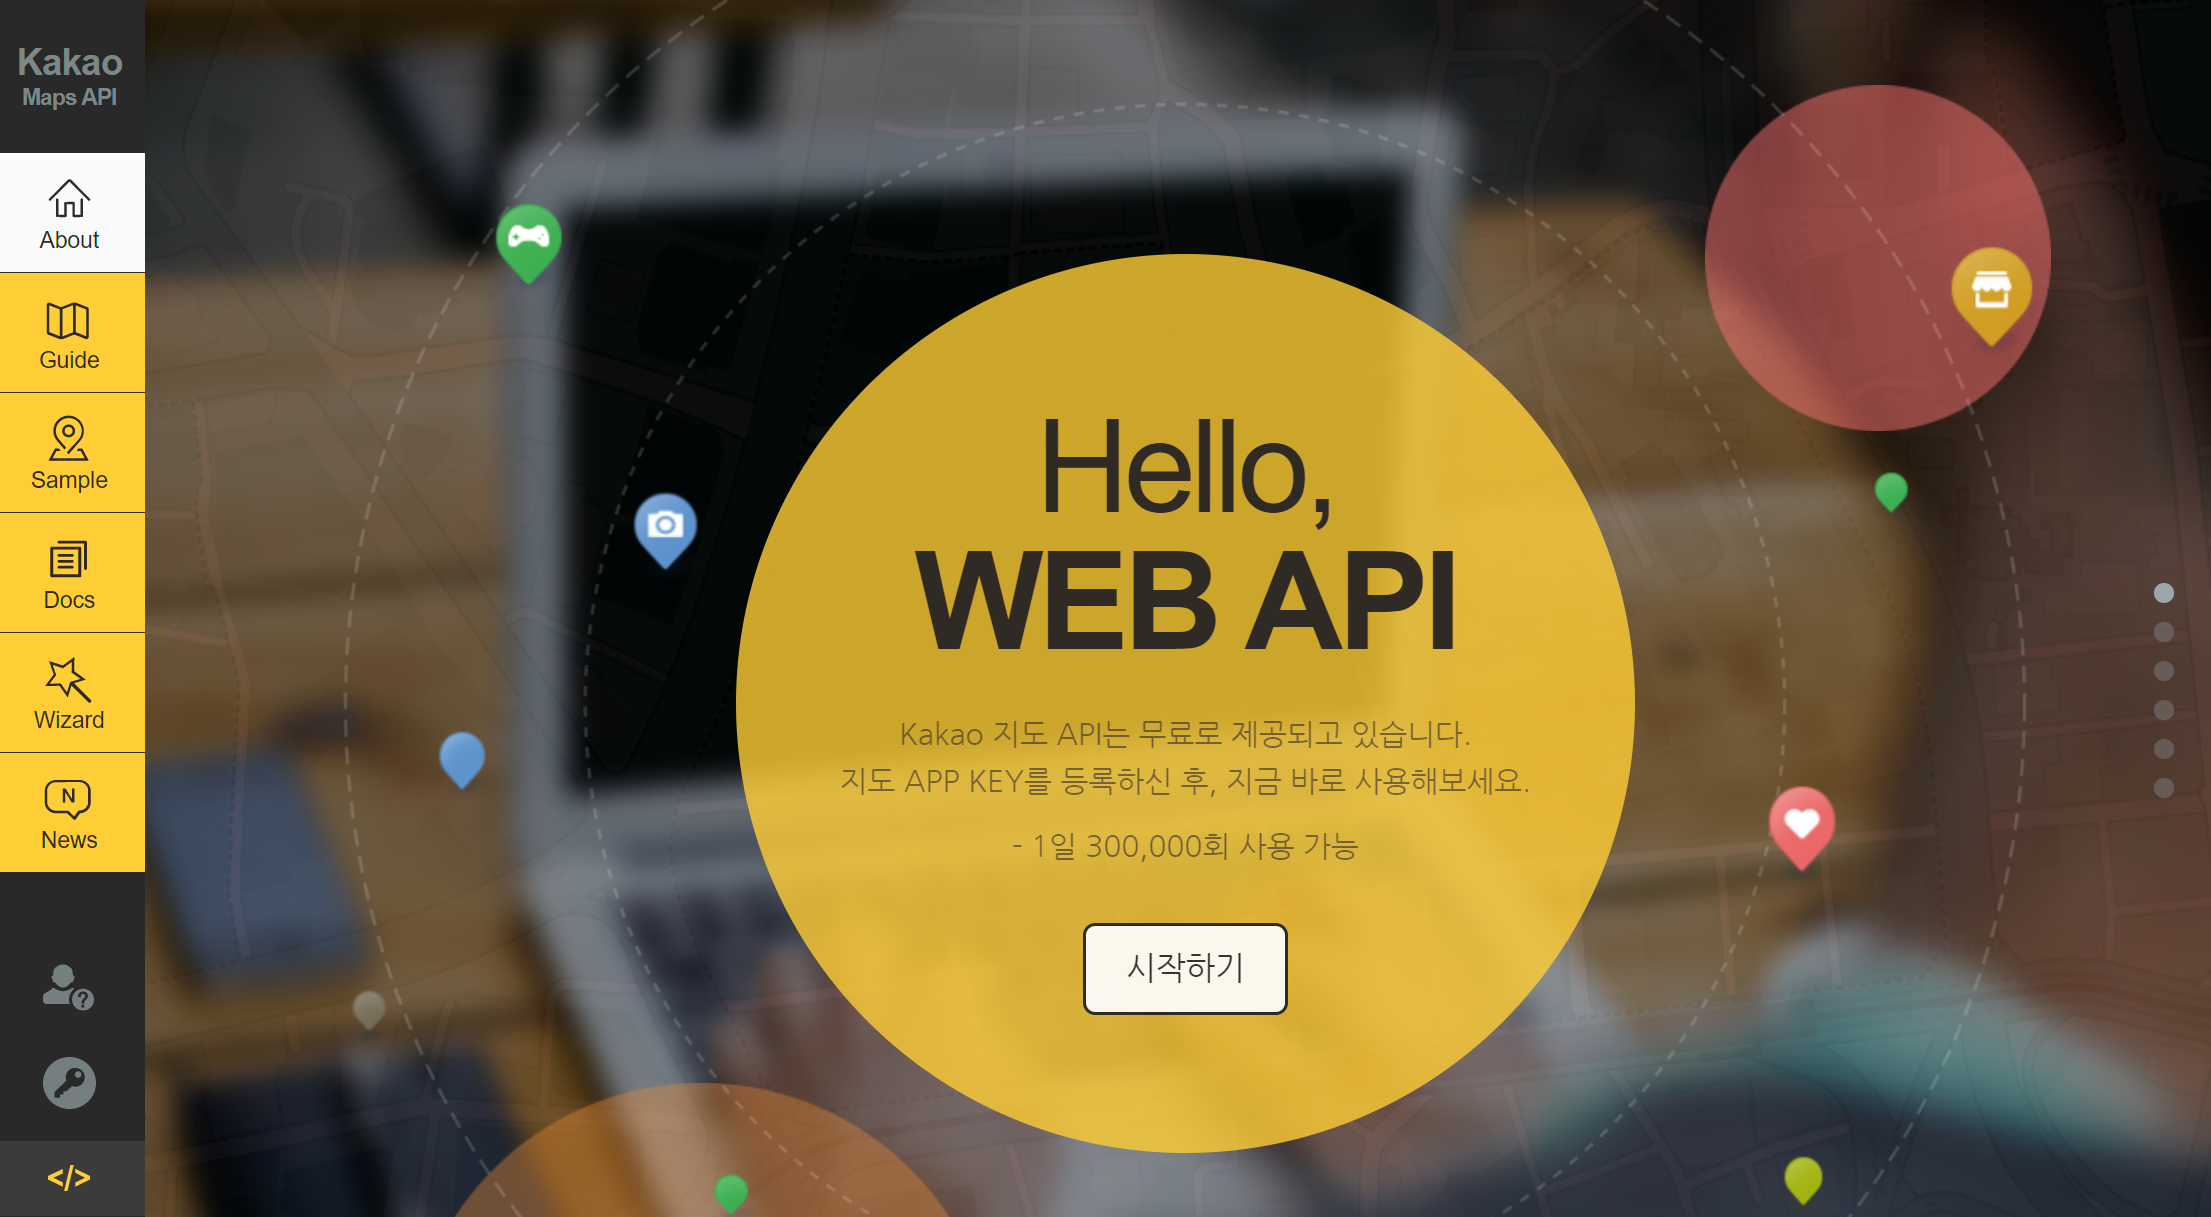 Kakao
Maps API
About
Guide
Sample
Docs
Wizard
N
News
?
</>
Hello,
WEB API
Kakao 지도 API는 무료로 제공되고 있습니다.
지도 APP KEY를 등록하신 후, 지금 바로 사용해보세요.
- 1일 300,000회 사용 가능
시작하기